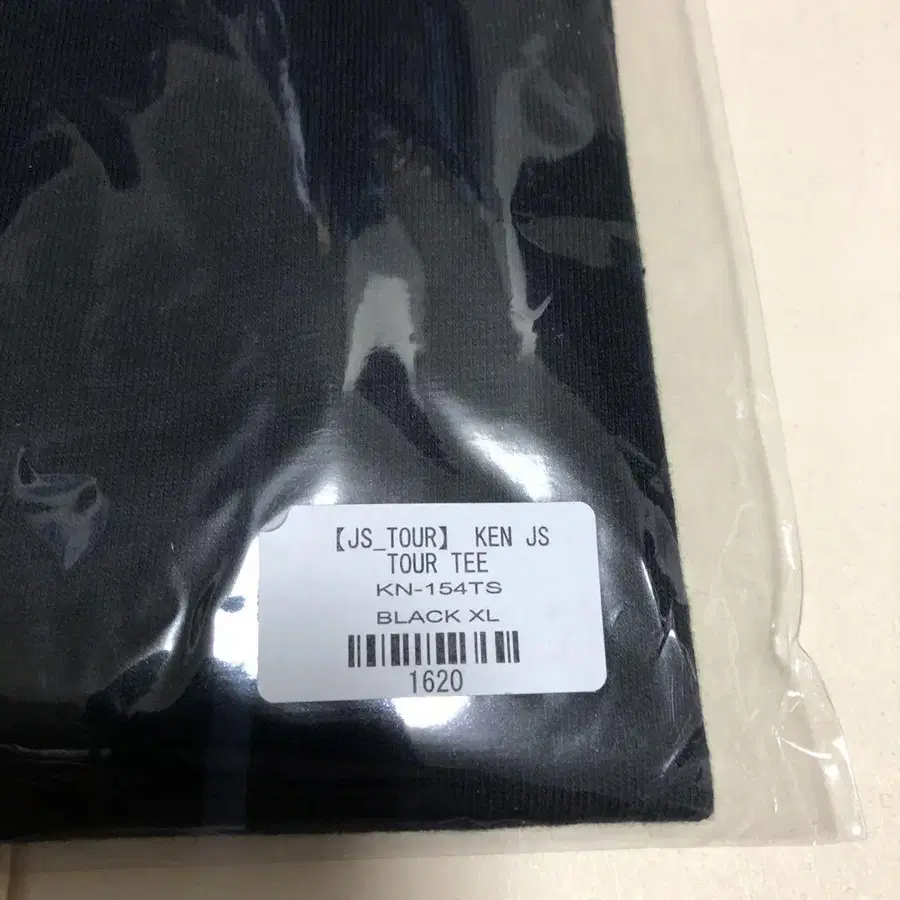 【JS_TOUR】 KEN JS
TOUR TEE
KN-154TS
BLACK XL
1620